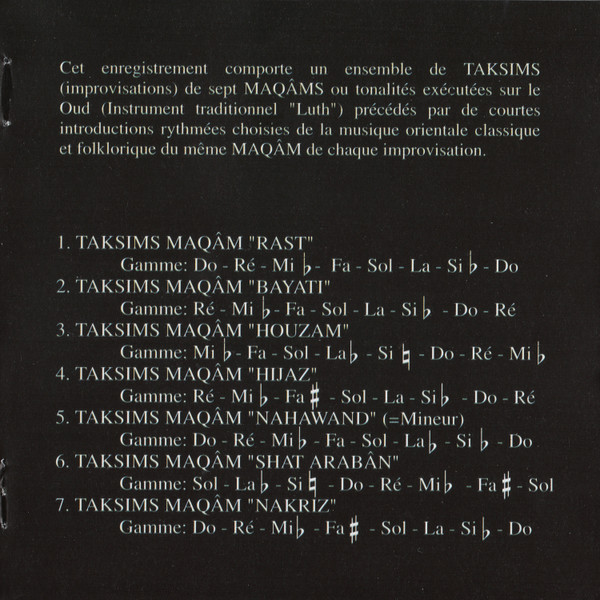 Cet enregistrement comporte un ensemble de TAKSIMS
(improvisations) de sept MAQÂMS ou tonalités exécutées sur le
Oud (Instrument traditionnel "Luth") précédés par de courtes
introductions rythmées choisies de la musique orientale classique
et folklorique du même MAQÂM de chaque improvisation.
1. TAKSIMS MAQÂM "RAST"
Gamme: Do - Ré - Mi ♭ - Fa - Sol - La - Si ♭ - Do
2. TAKSIMS MAQÂM "BAYATI"
Gamme: Ré - Mi ♭ - Fa - Sol - La - Si ♭ - Do - Ré
3. TAKSIMS MAQÂM "HOUZAM"
Gamme: Mi ♭ - Fa - Sol - La♭ - Si ♮ - Do - Ré - Mi ♭
4. TAKSIMS MAQÂM "HIJAZ"
Gamme: Ré - Mi ♭ - Fa ♯ - Sol - La - Si♭ - Do - Ré
5. TAKSIMS MAQÂM "NAHAWAND" (=Mineur)
Gamme: Do - Ré - Mi♭ - Fa - Sol - La♭ - Si ♭ - Do
6. TAKSIMS MAQÂM "SHAT ARABÂN"
Gamme: Sol - La♭ - Si ♮ - Do - Ré - Mi♭ - Fa♯ - Sol
7. TAKSIMS MAQÂM "NAKRIZ"
Gamme: Do - Ré - Mi♭ - Fa♯ - Sol - La - Si ♭ - Do